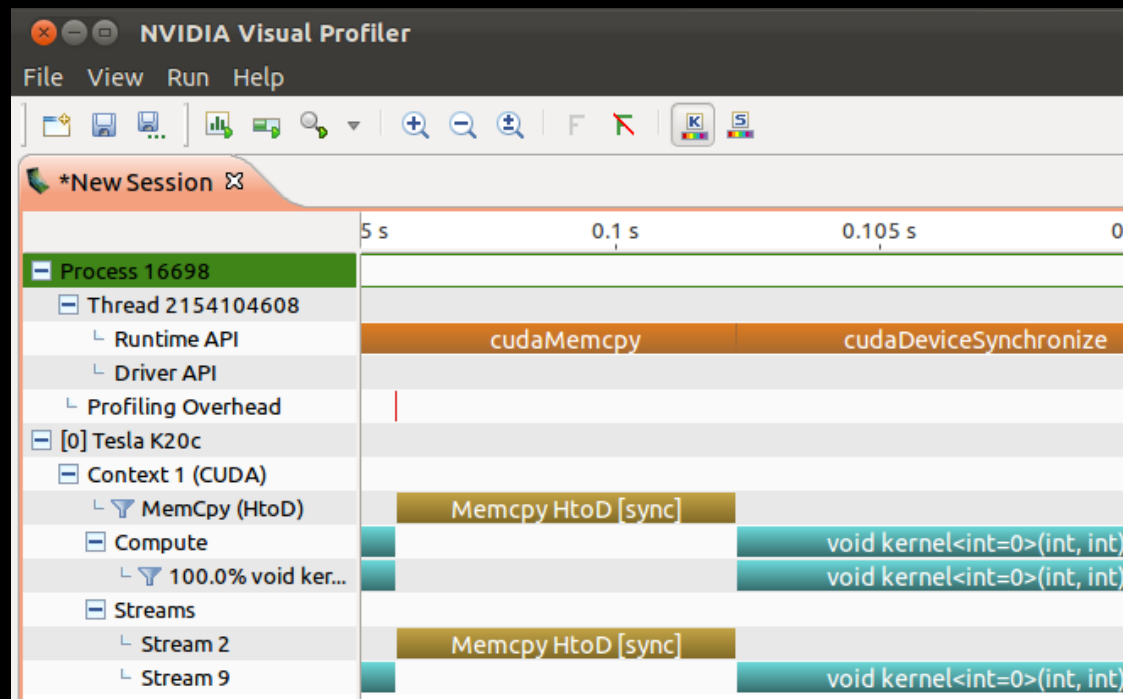 NVIDIA Visual Profiler
File View Run Help
F K S
*New Session
5 s 0.1 s 0.105 s 0
Process 16698
Thread 2154104608
Runtime API cudaMemcpy cudaDeviceSynchronize
Driver API
Profiling Overhead
[0] Tesla K20c
Context 1 (CUDA)
MemCpy (HtoD) Memcpy HtoD [sync]
Compute void kernel<int=0>(int, int)
100.0% void ker... void kernel<int=0>(int, int)
Streams
Stream 2 Memcpy HtoD [sync]
Stream 9 void kernel<int=0>(int, int)